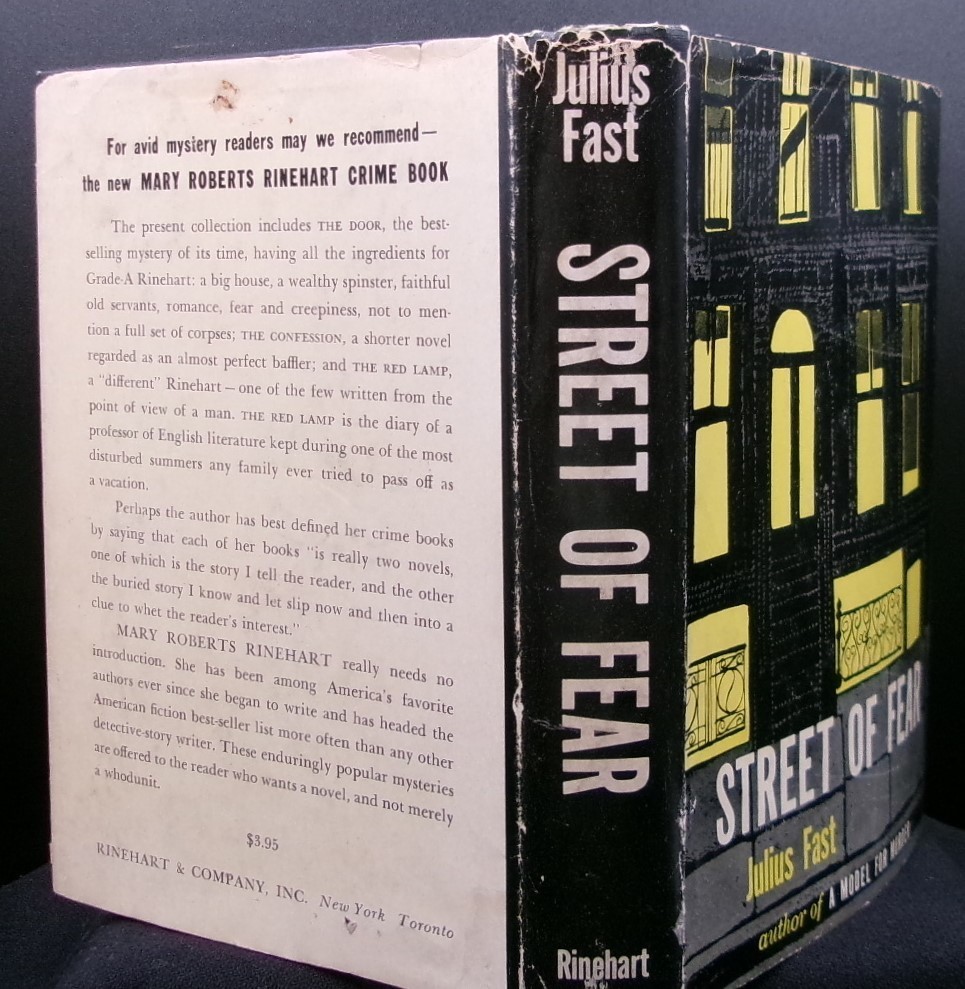 For avid mystery readers may we recommend—
the new MARY ROBERTS RINEHART CRIME BOOK
The present collection includes THE DOOR, the best-
selling mystery of its time, having all the ingredients for
Grade-A Rinehart: a big house, a wealthy spinster, faithful
old servants, romance, fear and creepiness, not to men-
tion a full set of corpses; THE CONFESSION, a shorter novel
regarded as an almost perfect baffler; and THE RED LAMP,
a "different" Rinehart — one of the few written from the
point of view of a man. THE RED LAMP is the diary of a
professor of English literature kept during one of the most
disturbed summers any family ever tried to pass off as
a vacation.
Perhaps the author has best defined her crime books
by saying that each of her books "is really two novels,
one of which is the story I tell the reader, and the other
the buried story I know and let slip now and then into a
clue to whet the reader's interest."
MARY ROBERTS RINEHART really needs no
introduction. She has been among America's favorite
authors ever since she began to write and has headed the
American fiction best-seller list more often than any other
detective-story writer. These enduringly popular mysteries
are offered to the reader who wants a novel, and not merely
a whodunit.
$3.95
RINEHART & COMPANY, INC. New York Toronto
Julius
Fast
STREET OF FEAR
Rinehart
STREET OF FEAR
Julius Fast
author of A MODEL FOR MURDER